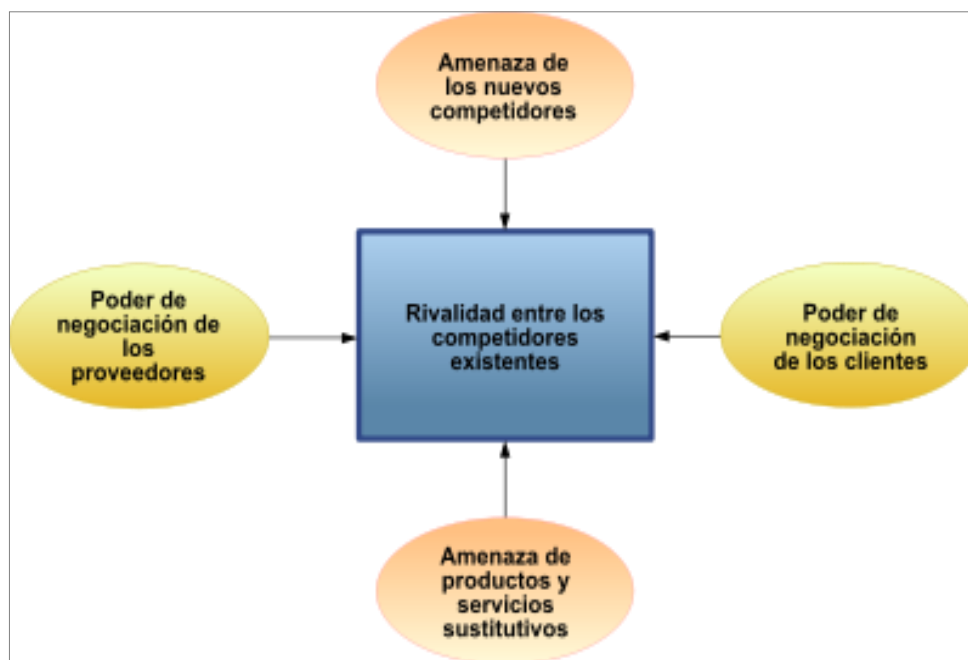 Amenaza de
los nuevos
competidores
Poder de
negociación de
los
proveedores
Rivalidad entre los
competidores
existentes
Poder de
negociación
de los clientes
Amenaza de
productos y
servicios
sustitutivos